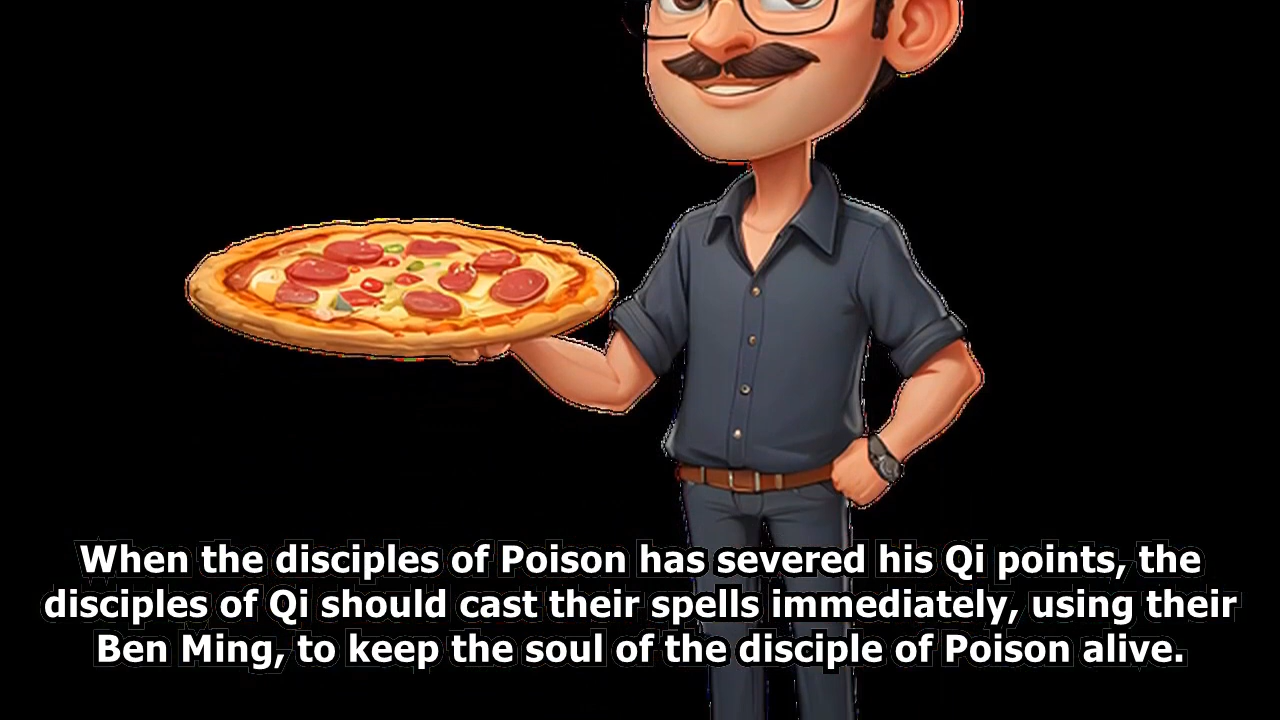 When the disciples of Poison has severed his Qi points, the
disciples of Qi should cast their spells immediately, using their
Ben Ming, to keep the soul of the disciple of Poison alive.